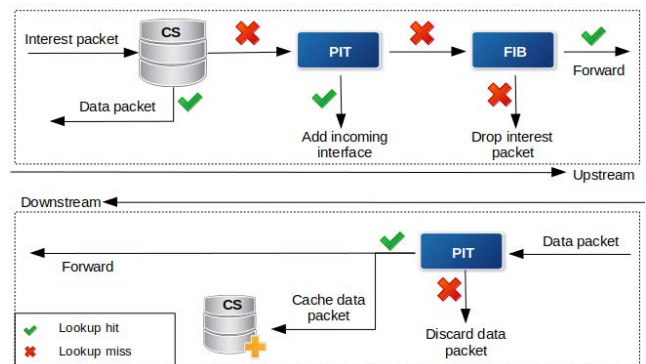 CS
Interest packet
PIT
FIB
Forward
Data packet
Add incoming
interface
Drop interest
packet
Upstream
Downstream
PIT
Data packet
Forward
CS
Cache data
packet
Discard data
packet
Lookup hit
Lookup miss